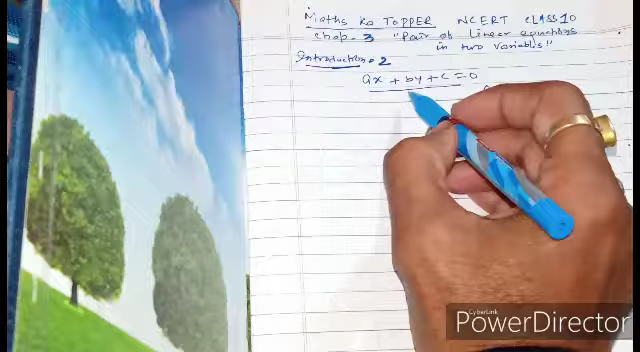 Maths Ka TOPPER NCERT CLASS 10
Chap. 3 "Pair of linear equations
in two variables"
Introduction - 2
ax + by + c = 0
CyberLink
PowerDirector